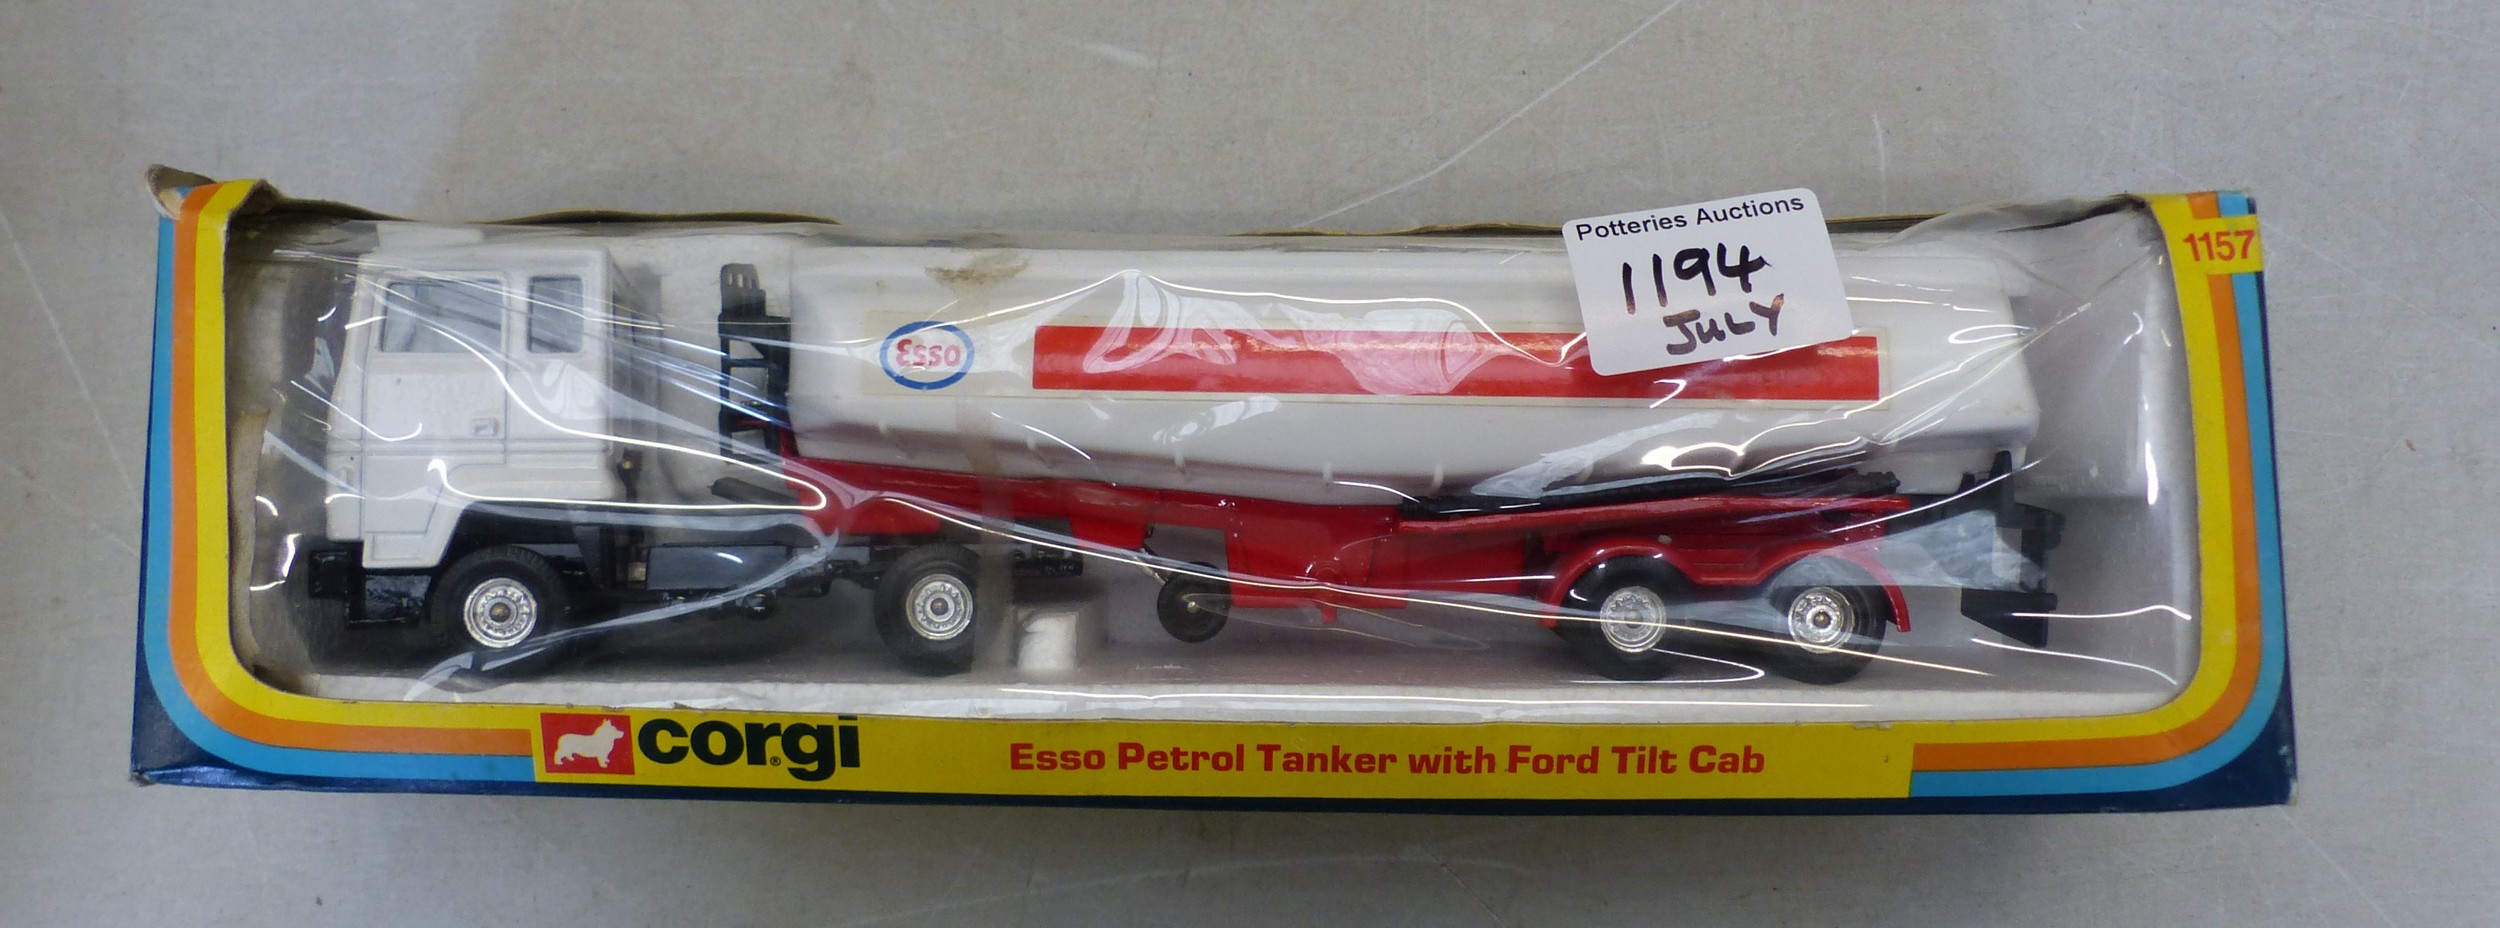 Potteries Auctions
1194
JULY
1157
Esso
corgi®
Esso Petrol Tanker with Ford Tilt Cab